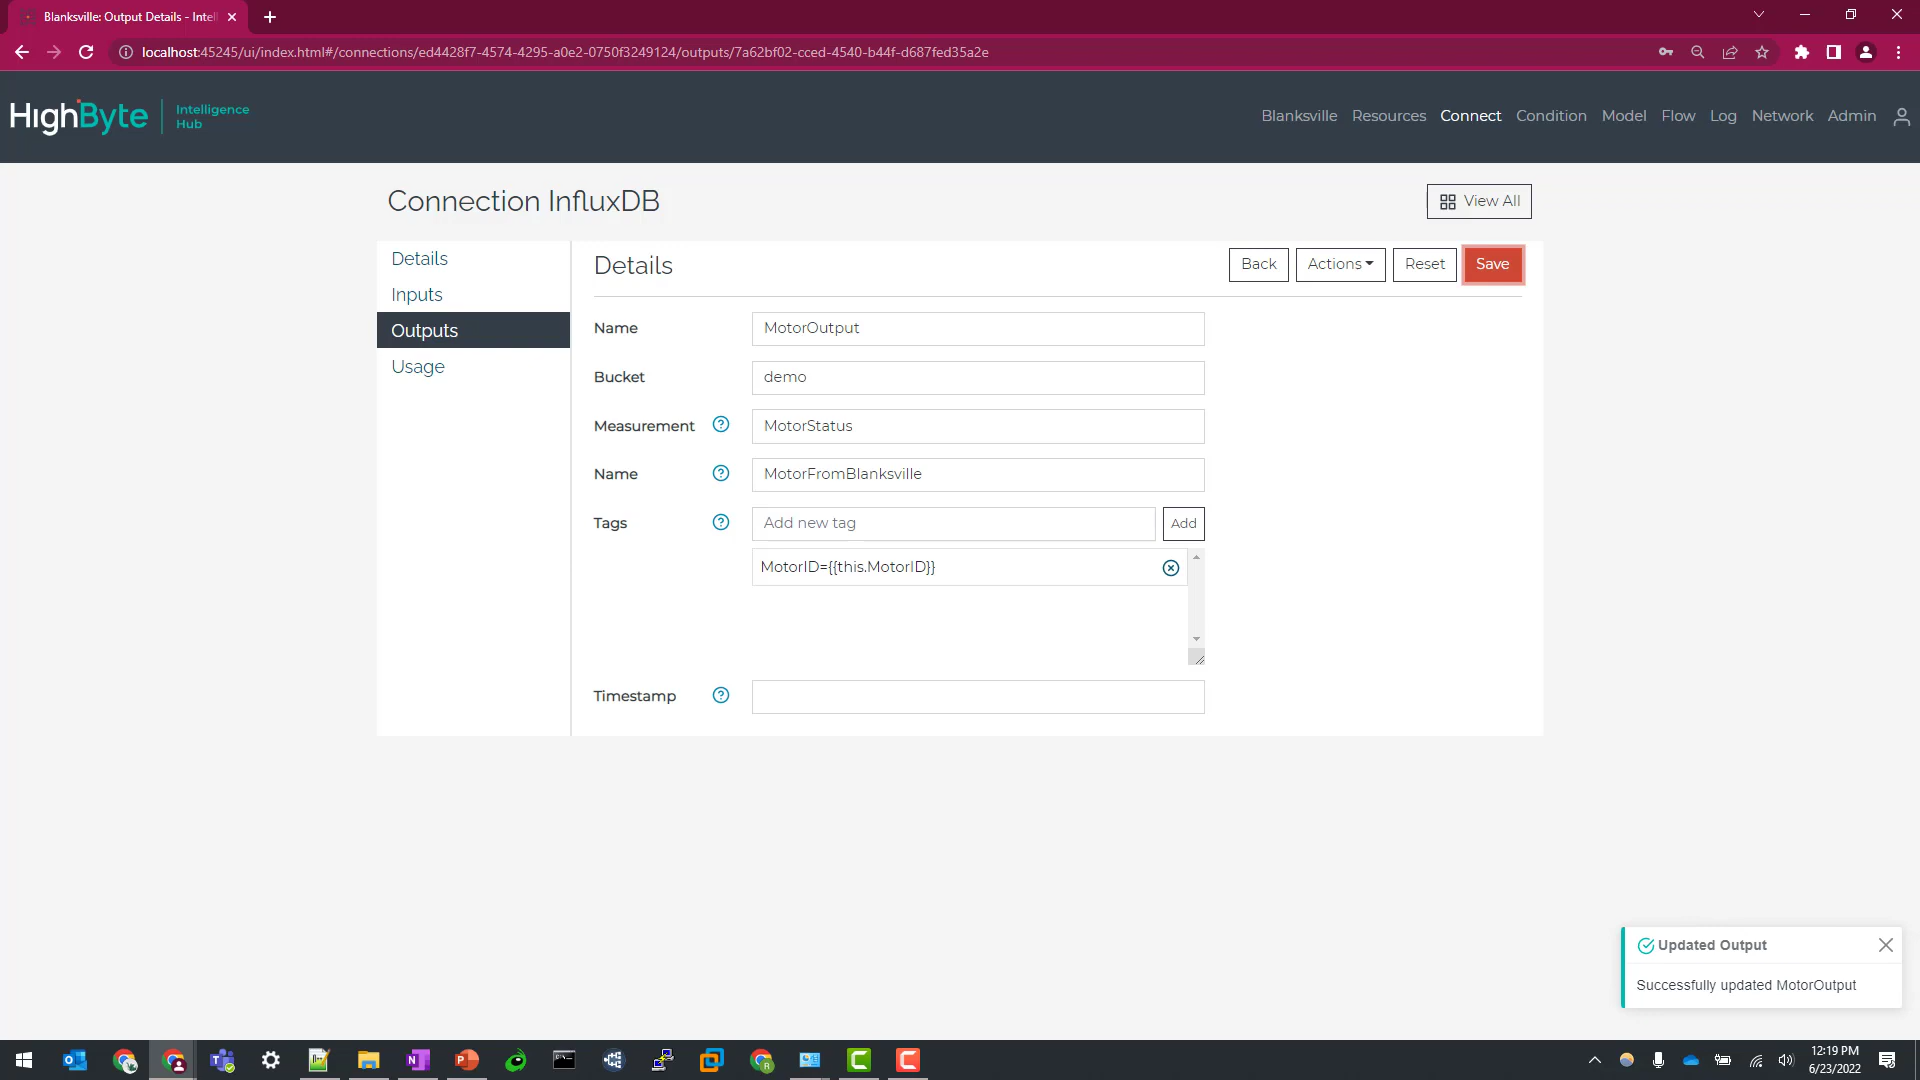 Blanksville: Output Details - Intel
localhost:45245/ui/index.html#/connections/ed4428f7-4574-4295-a0e2-0750f3249124/outputs/7a62bf02-cced-4540-b44f-d687fed35a2e
HighByte Intelligence Hub
Blanksville Resources Connect Condition Model Flow Log Network Admin
Connection InfluxDB
View All
Details
Inputs
Outputs
Usage
Details
Back Actions Reset Save
Name MotorOutput
Bucket demo
Measurement MotorStatus
Name MotorFromBlanksville
Tags Add new tag Add
MotorID={{this.MotorID}}
Timestamp
Updated Output
Successfully updated MotorOutput
12:19 PM
6/23/2022